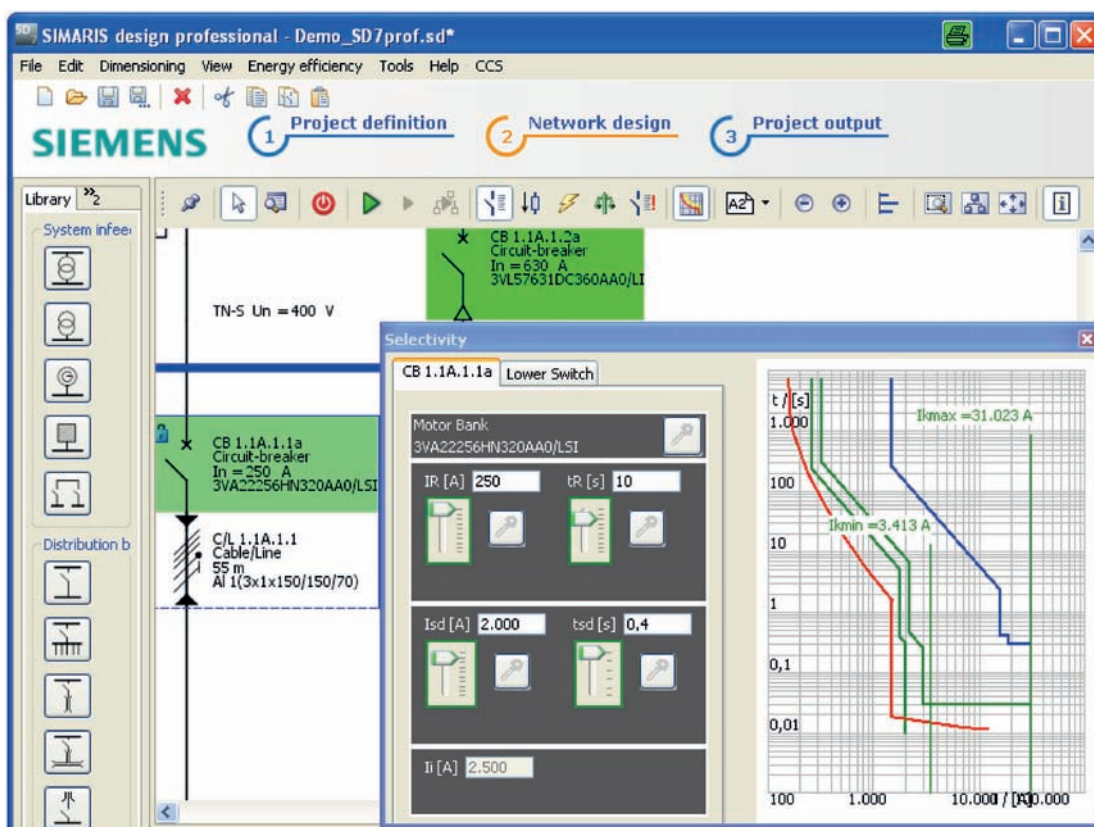 SIMARIS design professional - Demo_SD7prof.sd*
File Edit Dimensioning View Energy efficiency Tools Help CCS
SIEMENS
1 Project definition
2 Network design
3 Project output
Library »2
System infee
Distribution b
A2
CB 1.1A.1.2a
Circuit-breaker
In = 630 A
3VL57631DC360AA0/LI
TN-S Un = 400 V
CB 1.1A.1.1a
Circuit-breaker
In = 250 A
3VA22256HN320AA0/LSI
C/L 1.1A.1.1
Cable/Line
55 m
Al 1(3x1x150/150/70)
Selectivity
CB 1.1A.1.1a Lower Switch
Motor Bank
3VA22256HN320AA0/LSI
IR [A] 250 tR [s] 10
Isd [A] 2.000 tsd [s] 0,4
Ii [A] 2.500
t / [s]
Ikmax =31.023 A
1.000
100
Ikmin =3.413 A
10
1
0,1
0,01
100 1.000 10.000 I / [A]